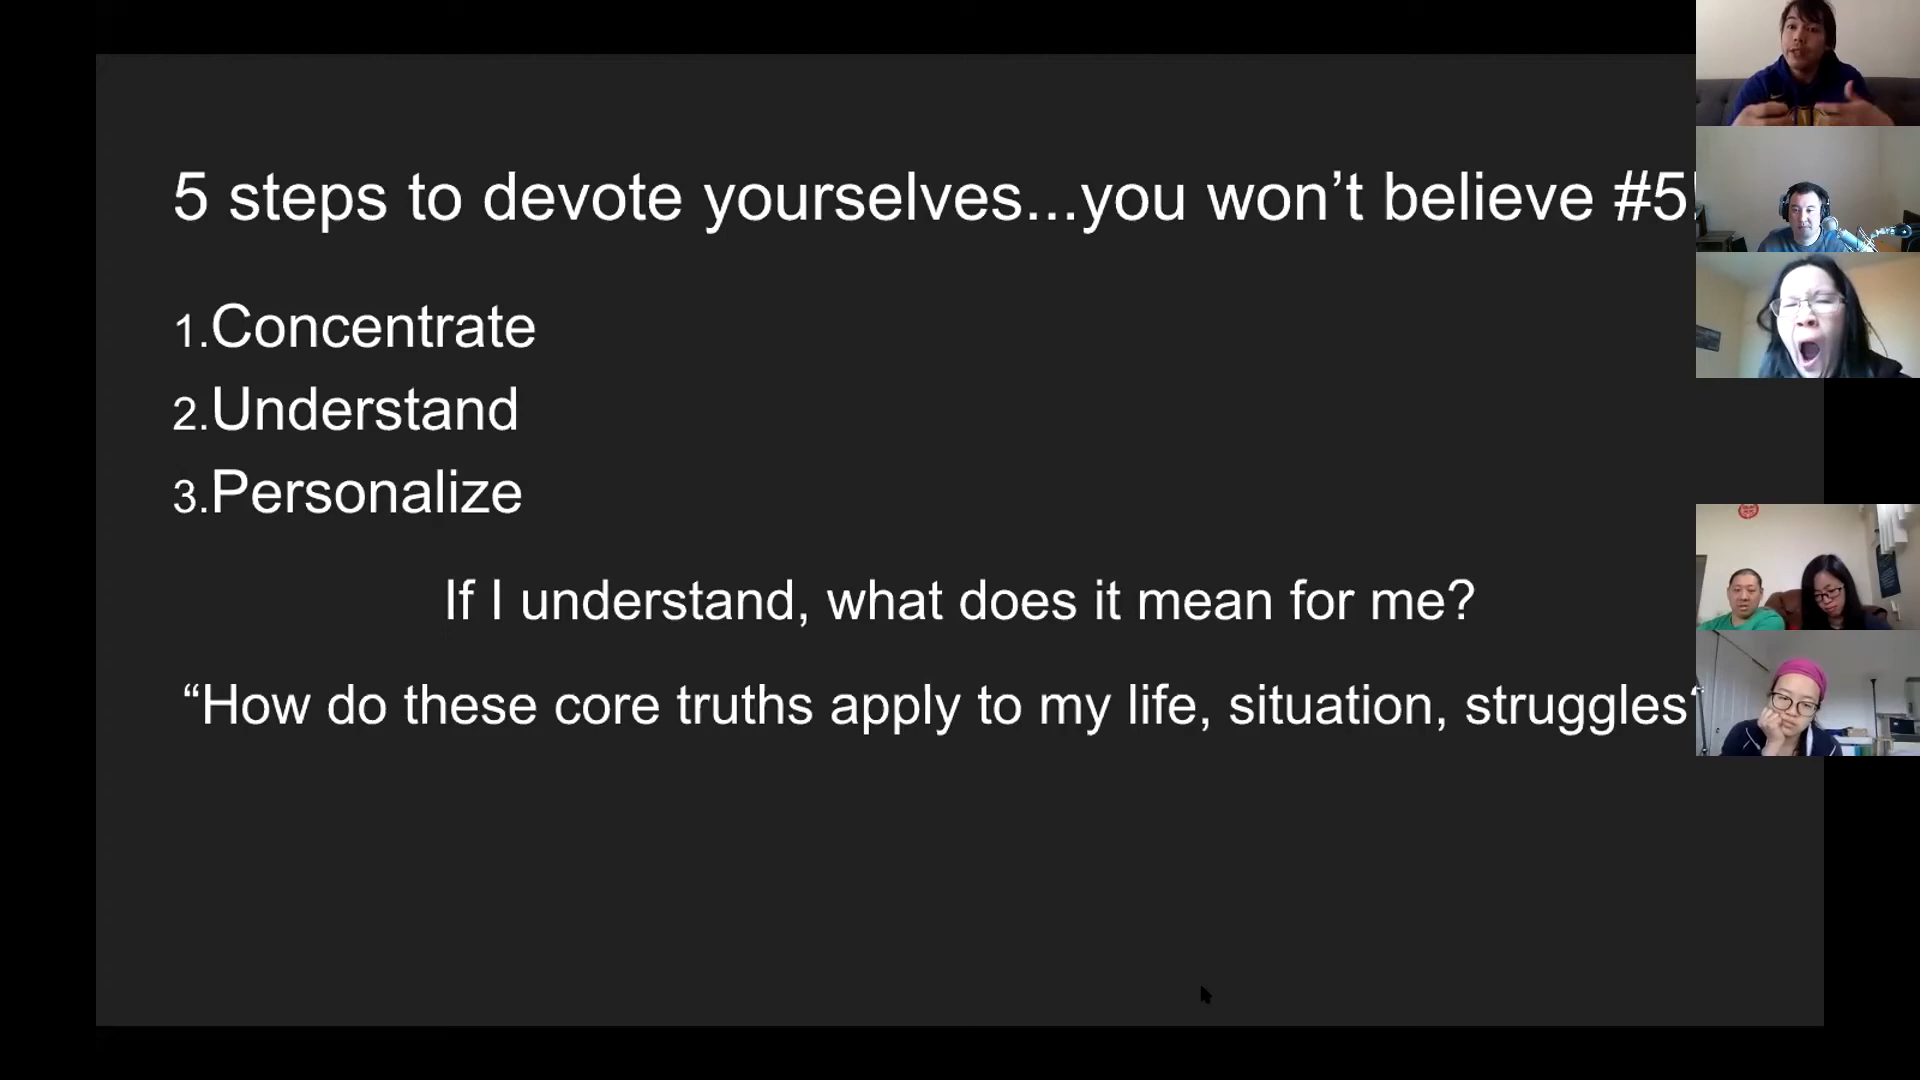 5 steps to devote yourselves...you won’t believe #5!
1.Concentrate
2.Understand
3.Personalize
If I understand, what does it mean for me?
“How do these core truths apply to my life, situation, struggles